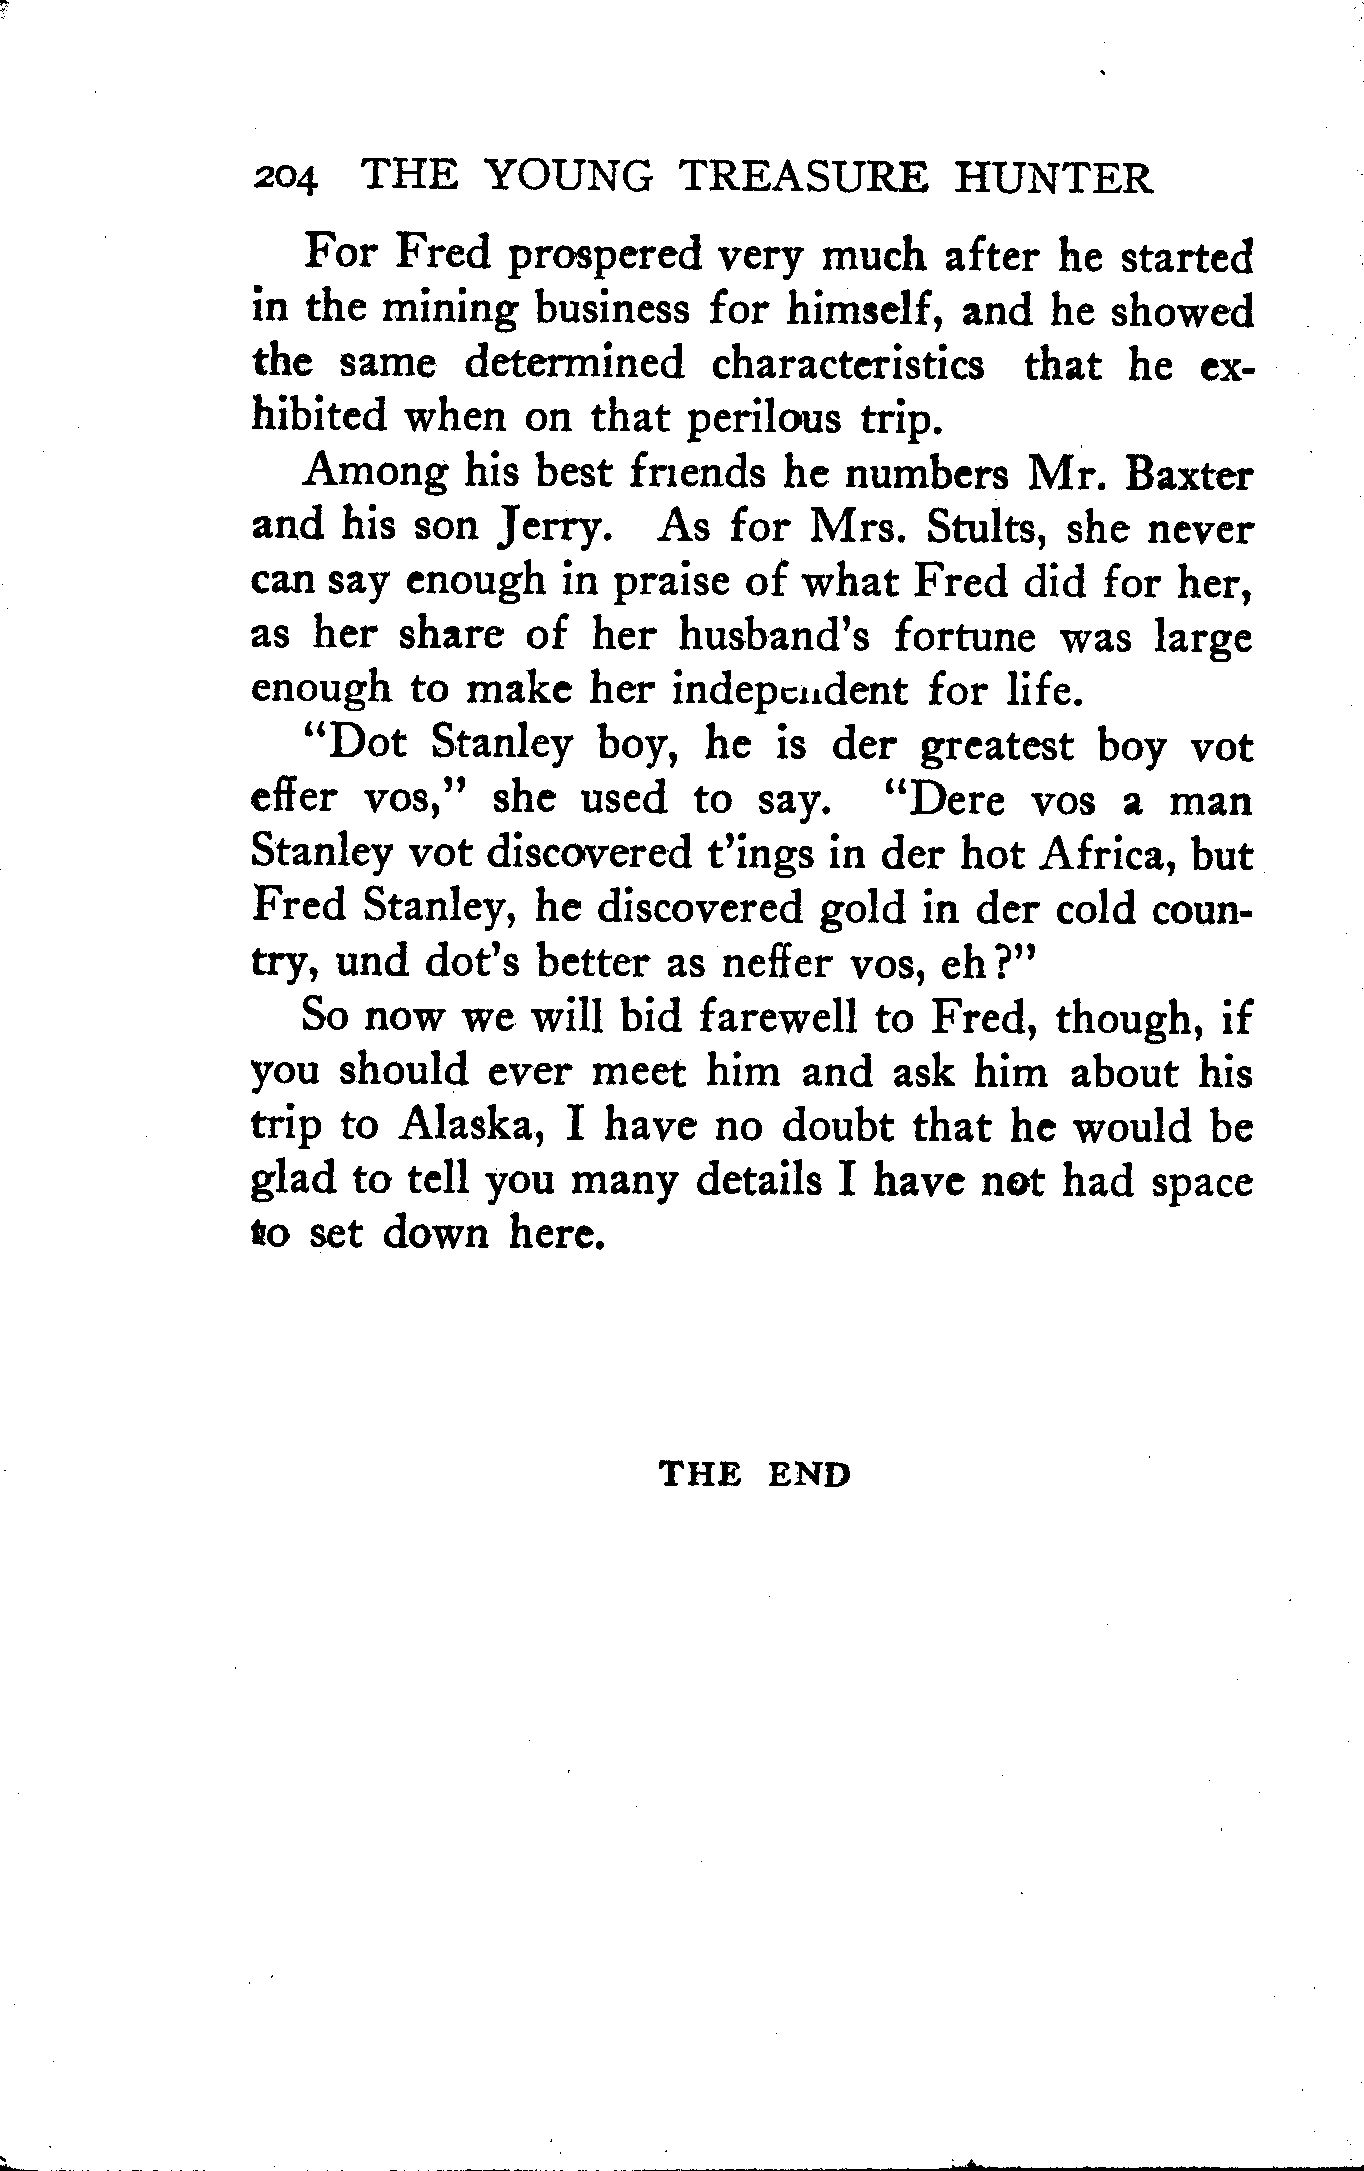 204 THE YOUNG TREASURE HUNTER
For Fred prospered very much after he started
in the mining business for himself, and he showed
the same determined characteristics that he ex-
hibited when on that perilous trip.
Among his best friends he numbers Mr. Baxter
and his son Jerry. As for Mrs. Stults, she never
can say enough in praise of what Fred did for her,
as her share of her husband's fortune was large
enough to make her independent for life.
"Dot Stanley boy, he is der greatest boy vot
effer vos," she used to say. "Dere vos a man
Stanley vot discovered t'ings in der hot Africa, but
Fred Stanley, he discovered gold in der cold coun-
try, und dot's better as neffer vos, eh?"
So now we will bid farewell to Fred, though, if
you should ever meet him and ask him about his
trip to Alaska, I have no doubt that he would be
glad to tell you many details I have not had space
to set down here.
THE END